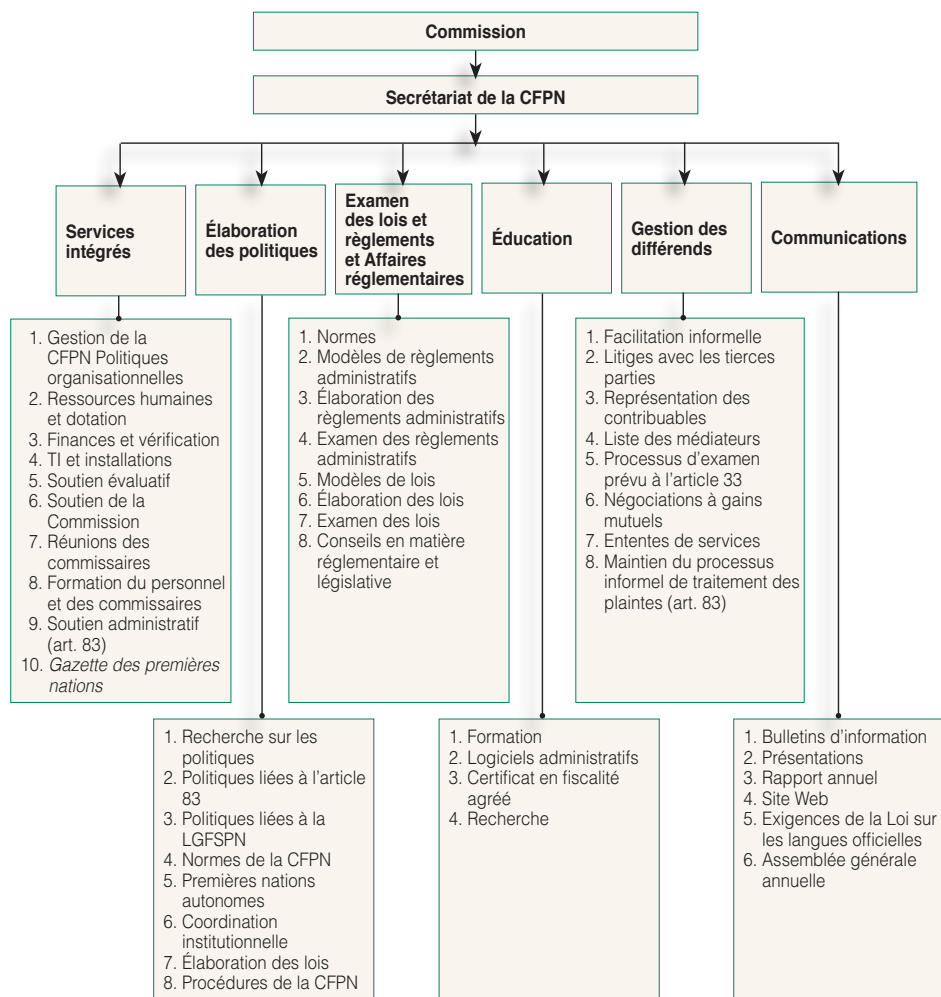 Commission
Secrétariat de la CFPN
Services
intégrés
Élaboration
des politiques
Examen
des lois et
règlements
et Affaires
réglementaires
Éducation
Gestion des
différends
Communications
1. Gestion de la
CFPN Politiques
organisationnelles
2. Ressources humaines
et dotation
3. Finances et vérification
4. TI et installations
5. Soutien évaluatif
6. Soutien de la
Commission
7. Réunions des
commissaires
8. Formation du personnel
et des commissaires
9. Soutien administratif
(art. 83)
10. Gazette des premières
nations
1. Normes
2. Modèles de règlements
administratifs
3. Élaboration des
règlements administratifs
4. Examen des règlements
administratifs
5. Modèles de lois
6. Élaboration des lois
7. Examen des lois
8. Conseils en matière
réglementaire et
législative
1. Facilitation informelle
2. Litiges avec les tierces
parties
3. Représentation des
contribuables
4. Liste des médiateurs
5. Processus d'examen
prévu à l'article 33
6. Négociations à gains
mutuels
7. Ententes de services
8. Maintien du processus
informel de traitement des
plaintes (art. 83)
1. Recherche sur les
politiques
2. Politiques liées à l'article
83
3. Politiques liées à la
LGFSPN
4. Normes de la CFPN
5. Premières nations
autonomes
6. Coordination
institutionnelle
7. Élaboration des lois
8. Procédures de la CFPN
1. Formation
2. Logiciels administratifs
3. Certificat en fiscalité
agréé
4. Recherche
1. Bulletins d'information
2. Présentations
3. Rapport annuel
4. Site Web
5. Exigences de la Loi sur
les langues officielles
6. Assemblée générale
annuelle